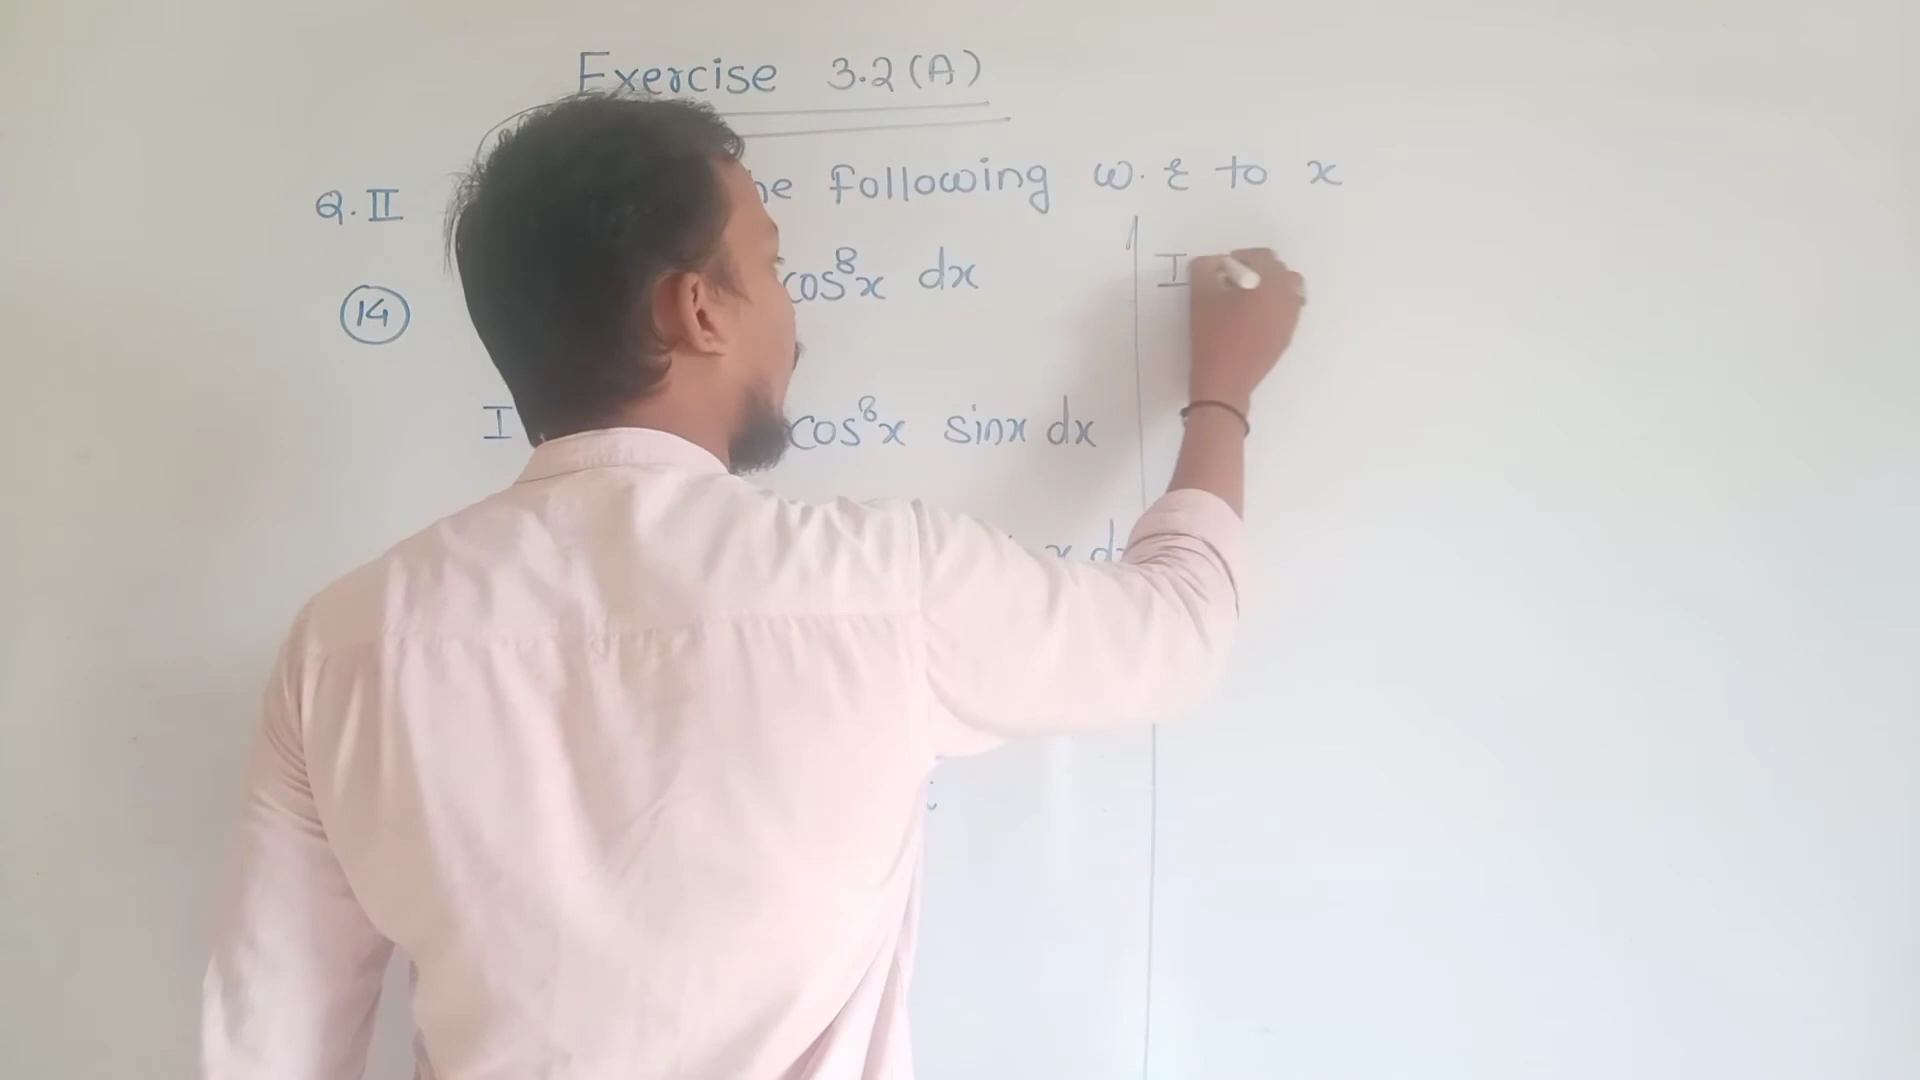 Exercise 3.2(A)
Q.II he following w.r to x
14 cos⁸x dx
I
I cos⁸x sinx dx
x d